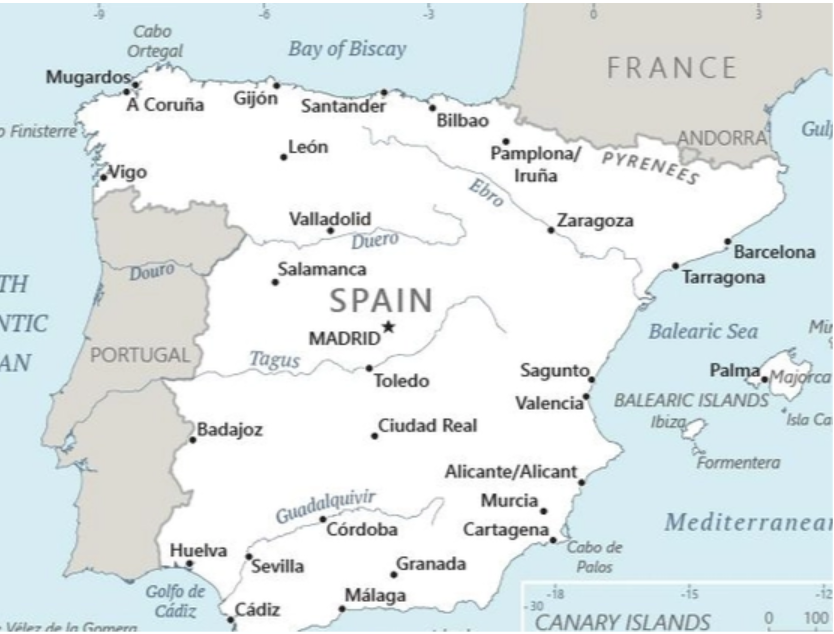 -9
-6
-3
0
3
Cabo
Ortegal
Bay of Biscay
FRANCE
Mugardos
A Coruña
Gijón
Santander
Bilbao
ANDORRA
Gulf
o Finisterre
León
Pamplona/
Iruña
PYRENEES
Vigo
Ebro
Valladolid
Duero
Zaragoza
Barcelona
Douro
Salamanca
Tarragona
TH
NTIC
AN
SPAIN
MADRID
Balearic Sea
PORTUGAL
Tagus
Toledo
Sagunto
Palma
Majorca
Valencia
BALEARIC ISLANDS
Ibiza
Isla Ca
Badajoz
Ciudad Real
Formentera
Alicante/Alicant
Guadalquivir
Murcia
Córdoba
Cartagena
Mediterranean
Huelva
Sevilla
Granada
Cabo de
Palos
Golfo de
Cádiz
Cádiz
Málaga
-18
-15
-12
-30
CANARY ISLANDS
0
100
Vélez de la Gomera